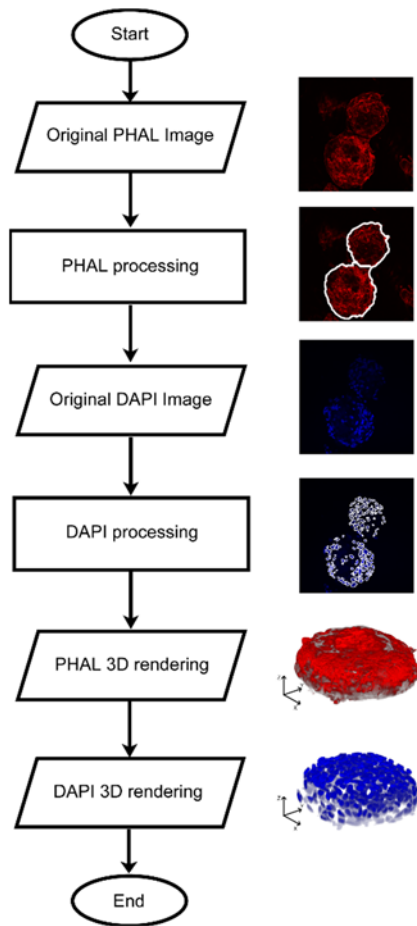 Start
Original PHAL Image
PHAL processing
Original DAPI Image
DAPI processing
PHAL 3D rendering
DAPI 3D rendering
End